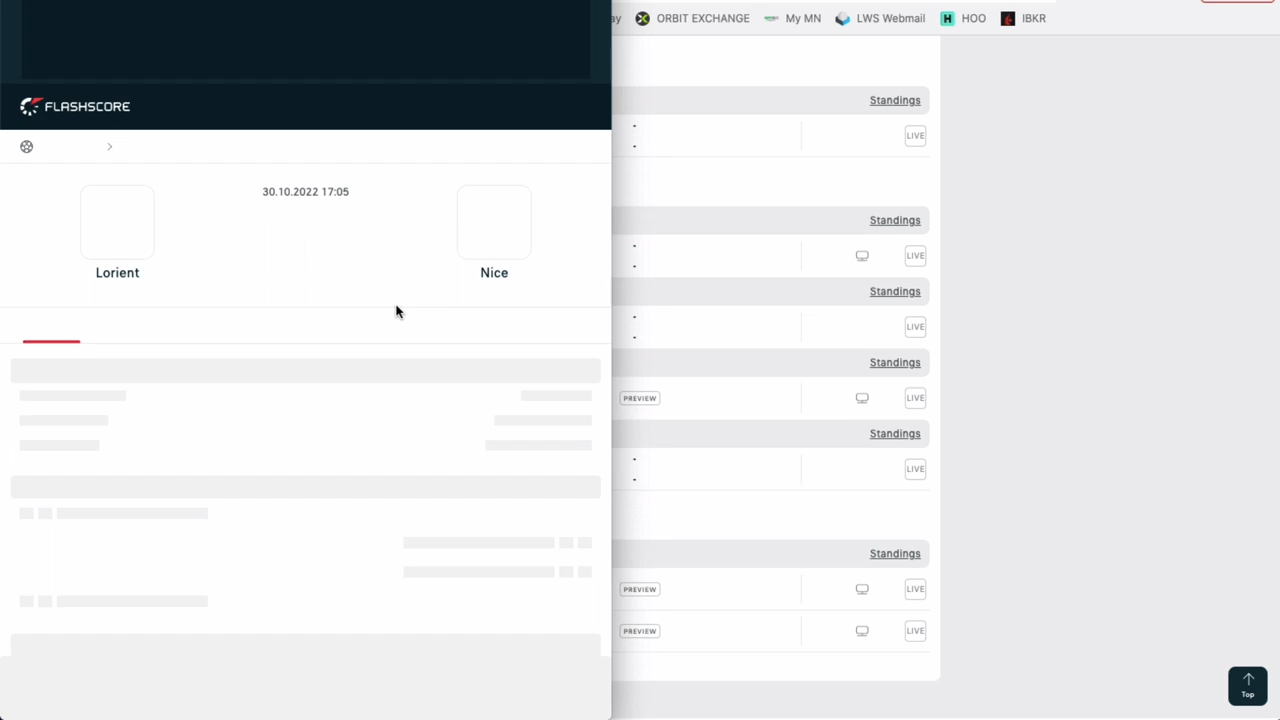 ay ORBIT EXCHANGE My MN LWS Webmail H HOO IBKR
FLASHSCORE
30.10.2022 17:05
Lorient
Nice
Standings
- LIVE
-
Standings
- LIVE
-
Standings
- LIVE
-
Standings
PREVIEW LIVE
Standings
- LIVE
-
Standings
PREVIEW LIVE
PREVIEW LIVE
Top